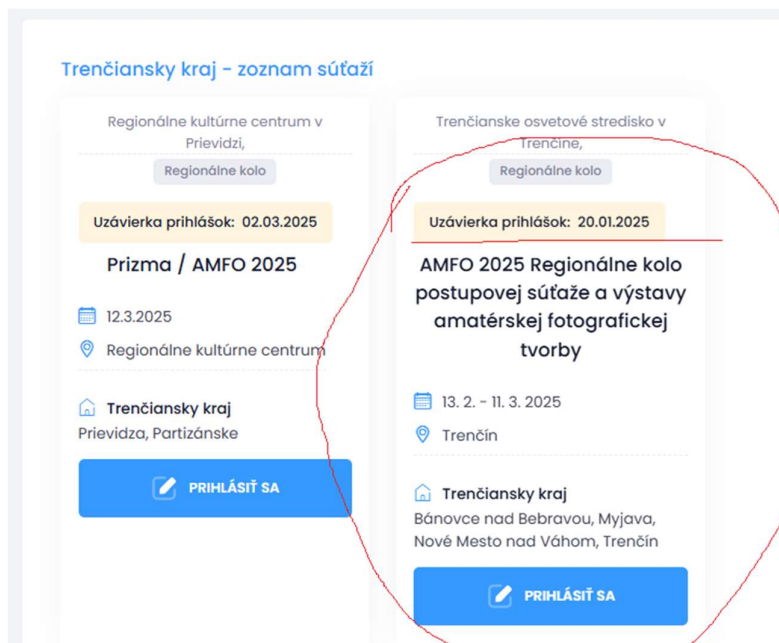 Trenčiansky kraj - zoznam súťaží
Regionálne kultúrne centrum v
Prievidzi,
Regionálne kolo
Uzávierka prihlášok: 02.03.2025
Prizma / AMFO 2025
12.3.2025
Regionálne kultúrne centrum
Trenčiansky kraj
Prievidza, Partizánske
PRIHLÁSIŤ SA
Trenčianske osvetové stredisko v
Trenčíne,
Regionálne kolo
Uzávierka prihlášok: 20.01.2025
AMFO 2025 Regionálne kolo
postupovej súťaže a výstavy
amatérskej fotografickej
tvorby
13. 2. - 11. 3. 2025
Trenčín
Trenčiansky kraj
Bánovce nad Bebravou, Myjava,
Nové Mesto nad Váhom, Trenčín
PRIHLÁSIŤ SA